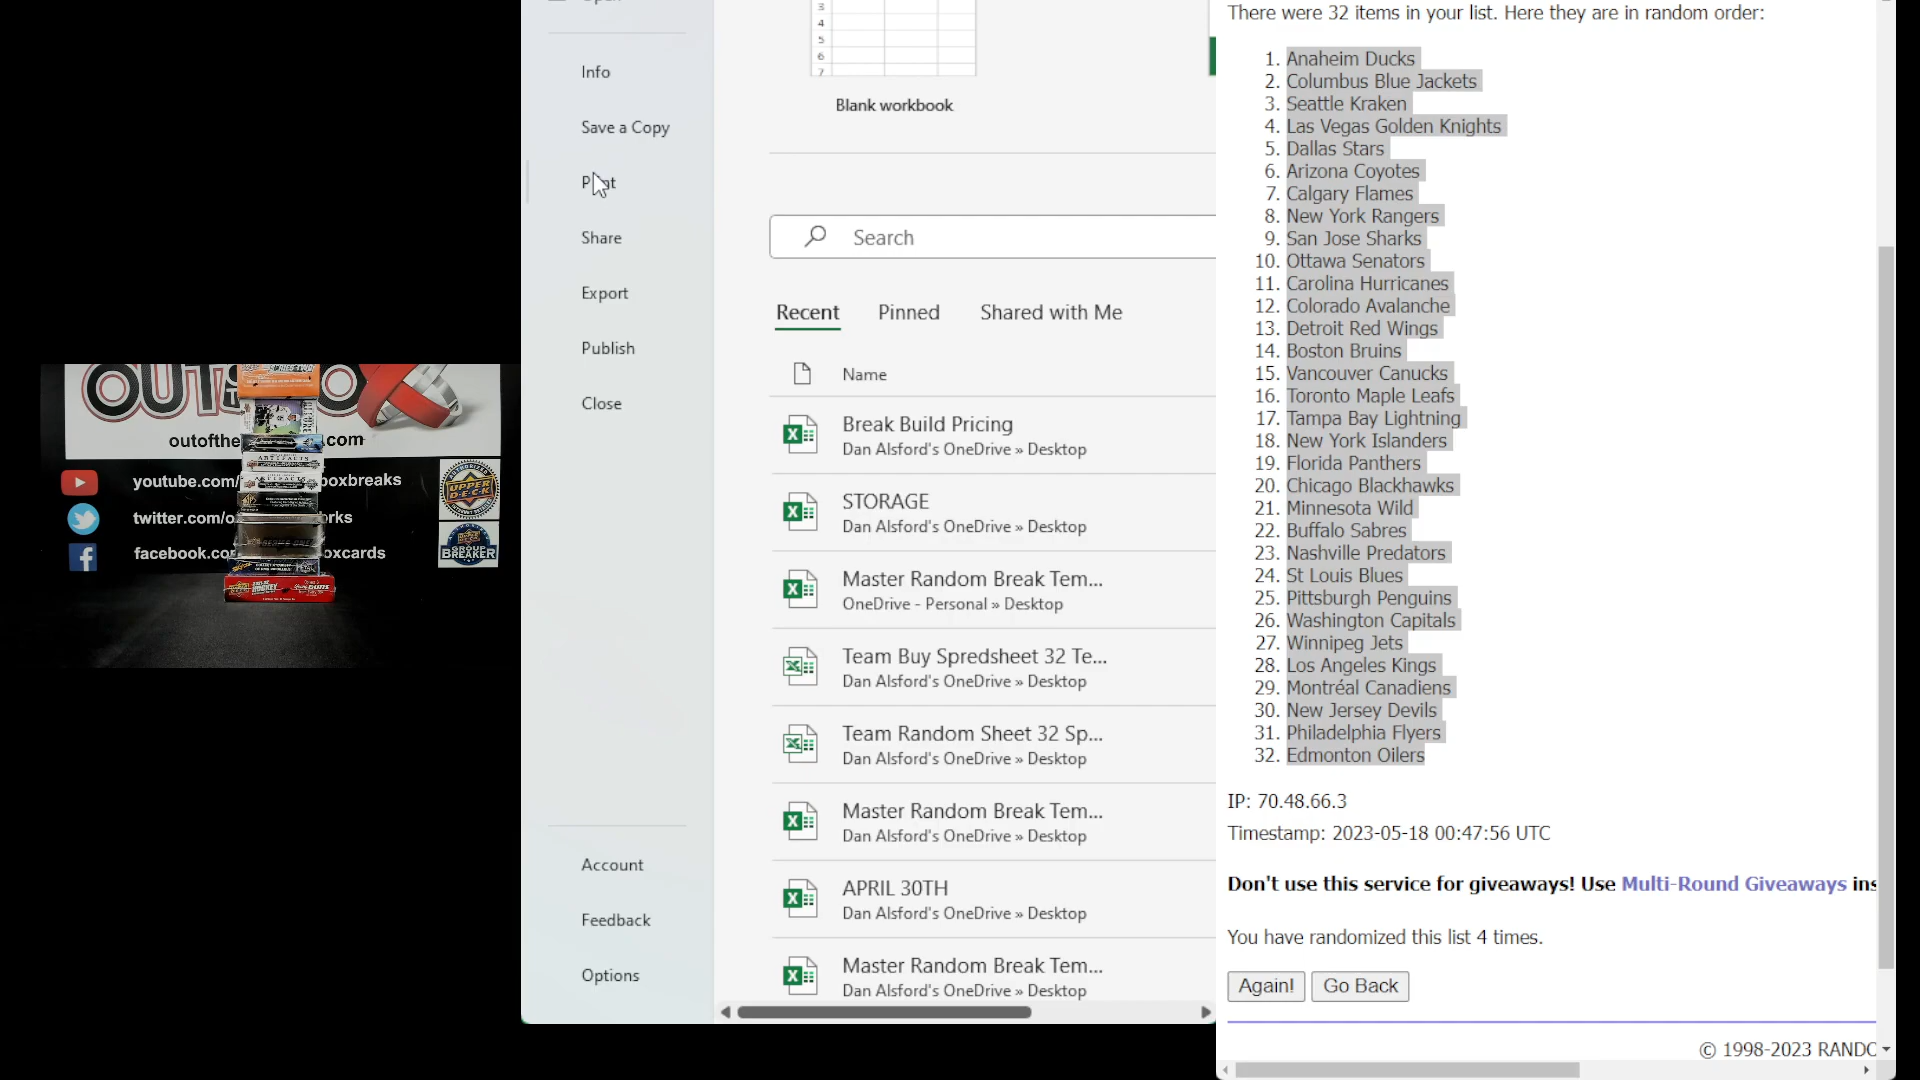 OUT
outofthe
.com
youtube.com/
oxbreaks
twitter.com/o
rks
facebook.co
oxcards
UPPER
DECK
GROUP
BREAKER
ARTIFACTS
Info
Save a Copy
Share
Export
Publish
Close
Account
Feedback
Options
3
4
5
6
7
Blank workbook
Search
Recent Pinned Shared with Me
Name
Break Build Pricing
Dan Alsford's OneDrive » Desktop
STORAGE
Dan Alsford's OneDrive » Desktop
Master Random Break Tem...
OneDrive - Personal » Desktop
Team Buy Spredsheet 32 Te...
Dan Alsford's OneDrive » Desktop
Team Random Sheet 32 Sp...
Dan Alsford's OneDrive » Desktop
Master Random Break Tem...
Dan Alsford's OneDrive » Desktop
APRIL 30TH
Dan Alsford's OneDrive » Desktop
Master Random Break Tem...
Dan Alsford's OneDrive » Desktop
There were 32 items in your list. Here they are in random order:
1. Anaheim Ducks
2. Columbus Blue Jackets
3. Seattle Kraken
4. Las Vegas Golden Knights
5. Dallas Stars
6. Arizona Coyotes
7. Calgary Flames
8. New York Rangers
9. San Jose Sharks
10. Ottawa Senators
11. Carolina Hurricanes
12. Colorado Avalanche
13. Detroit Red Wings
14. Boston Bruins
15. Vancouver Canucks
16. Toronto Maple Leafs
17. Tampa Bay Lightning
18. New York Islanders
19. Florida Panthers
20. Chicago Blackhawks
21. Minnesota Wild
22. Buffalo Sabres
23. Nashville Predators
24. St Louis Blues
25. Pittsburgh Penguins
26. Washington Capitals
27. Winnipeg Jets
28. Los Angeles Kings
29. Montréal Canadiens
30. New Jersey Devils
31. Philadelphia Flyers
32. Edmonton Oilers
IP: 70.48.66.3
Timestamp: 2023-05-18 00:47:56 UTC
Don't use this service for giveaways! Use Multi-Round Giveaways ins
You have randomized this list 4 times.
Again! Go Back
© 1998-2023 RANDO